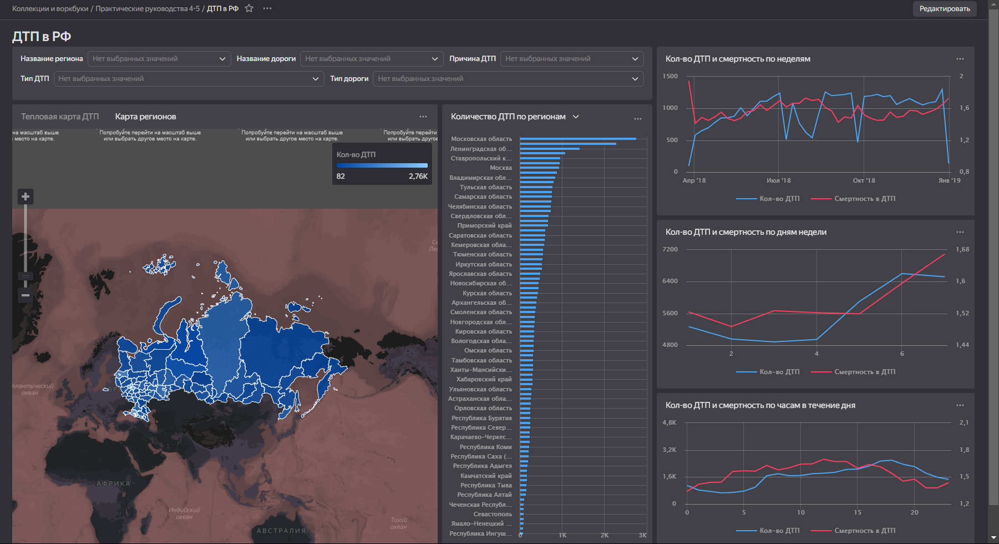 Коллекции и воркбуки / Практические руководства 4-5 / ДТП в РФ
Редактировать
ДТП в РФ
Название региона Нет выбранных значений
Название дороги Нет выбранных значений
Причина ДТП Нет выбранных значений
Тип ДТП Нет выбранных значений
Тип дороги Нет выбранных значений
Тепловая карта ДТП Карта регионов
на масштаб выше
место на карте.
Попробуйте перейти на масштаб выше
или выбрать другое место на карте.
Попробуйте перейти на масштаб выше
или выбрать другое место на карте.
Попробуйте перейти
или выбрать другое
Кол-во ДТП
82 2,76K
океан
АФРИКА
Индийский
океан
Тихий
океан
АВСТРАЛИЯ
Количество ДТП по регионам
Московская область
Ленинградская об...
Ставропольский к...
Москва
Владимирская обл...
Тульская область
Самарская область
Челябинская область
Свердловская обл...
Приморский край
Саратовская область
Кемеровская обла...
Тюменская область
Иркутская область
Ярославская область
Новосибирская об...
Курская область
Архангельская об...
Смоленская область
Новгородская обл...
Кировская область
Вологодская обла...
Омская область
Тамбовская область
Ханты-Мансийски...
Хабаровский край
Ульяновская область
Астраханская обла...
Орловская область
Республика Бурятия
Республика Север...
Карачаево-Черкес...
Республика Коми
Республика Саха (...
Республика Адыгея
Камчатский край
Республика Тыва
Республика Алтай
Чеченская Республ...
Севастополь
Ямало-Ненецкий ...
Республика Ингуш...
0 1K 2K 3K
Кол-во ДТП и смертность по неделям
1500 2
1000 1,6
500 1,2
0 0,8
Апр '18 Июл '18 Окт '18 Янв '19
Кол-во ДТП Смертность в ДТП
Кол-во ДТП и смертность по дням недели
7200 1,68
6400 1,6
5600 1,52
4800 1,44
2 4 6
Кол-во ДТП Смертность в ДТП
Кол-во ДТП и смертность по часам в течение дня
4,8K 2,1
3,2K 1,8
1,6K 1,5
0 1,2
0 5 10 15 20
Кол-во ДТП Смертность в ДТП